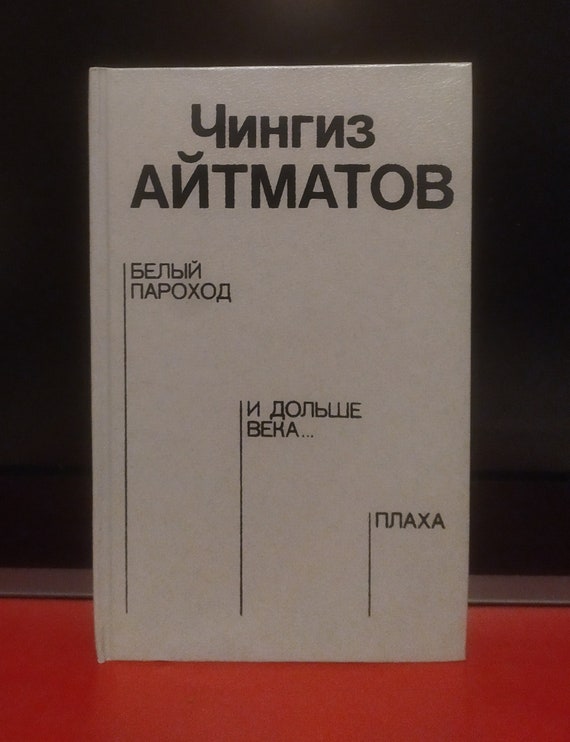 Чингиз
АЙТМАТОВ
БЕЛЫЙ
ПАРОХОД
И ДОЛЬШЕ
ВЕКА...
ПЛАХА